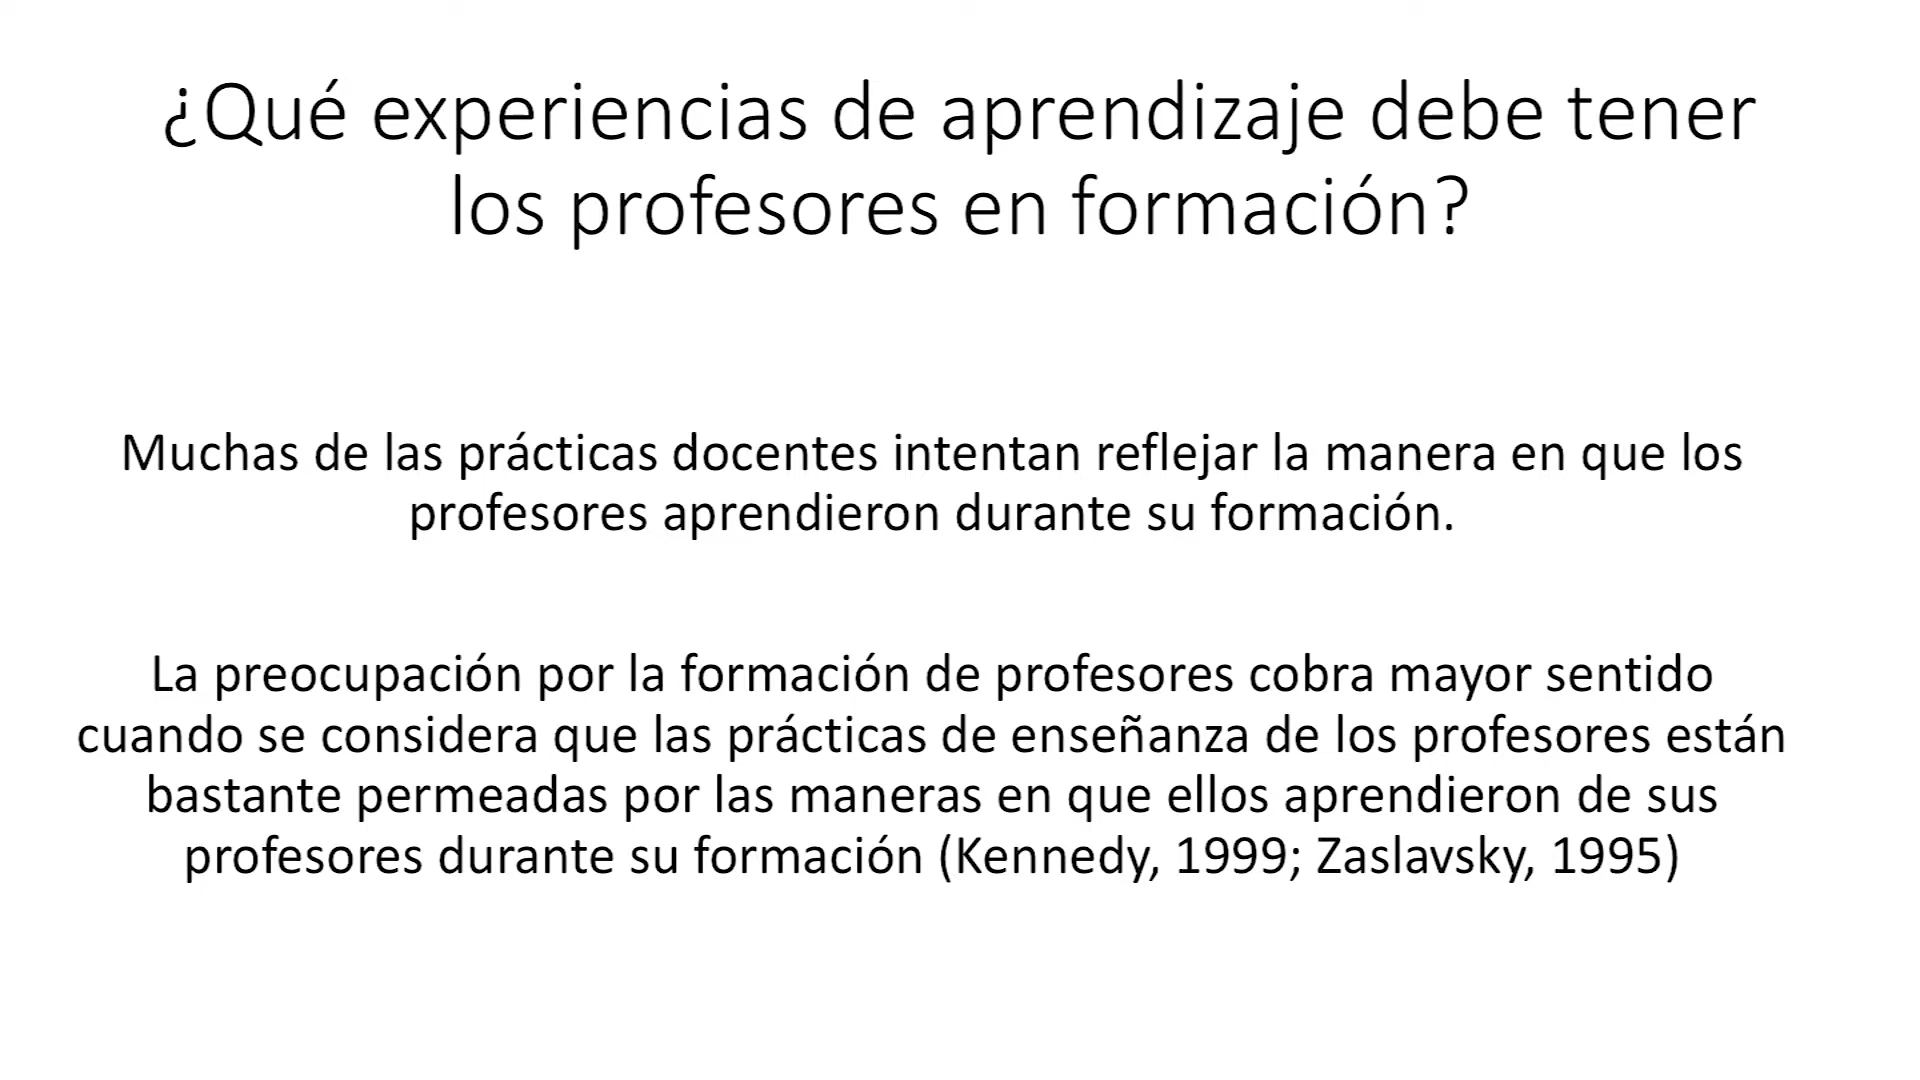 ¿Qué experiencias de aprendizaje debe tener
los profesores en formación?
Muchas de las prácticas docentes intentan reflejar la manera en que los
profesores aprendieron durante su formación.
La preocupación por la formación de profesores cobra mayor sentido
cuando se considera que las prácticas de enseñanza de los profesores están
bastante permeadas por las maneras en que ellos aprendieron de sus
profesores durante su formación (Kennedy, 1999; Zaslavsky, 1995)